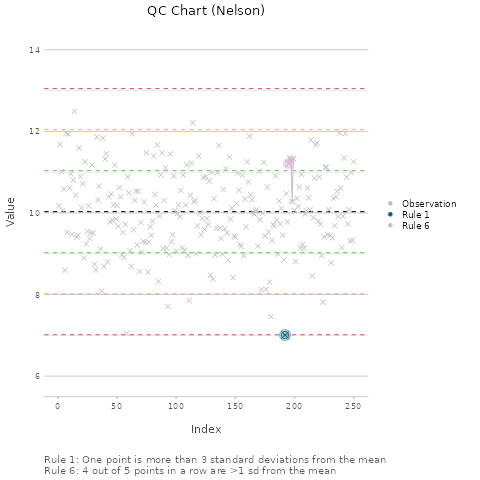 QC Chart (Nelson)
14
12
10
8
6
Value
0
50
100
150
200
250
Index
Observation
Rule 1
Rule 6
Rule 1: One point is more than 3 standard deviations from the mean
Rule 6: 4 out of 5 points in a row are >1 sd from the mean